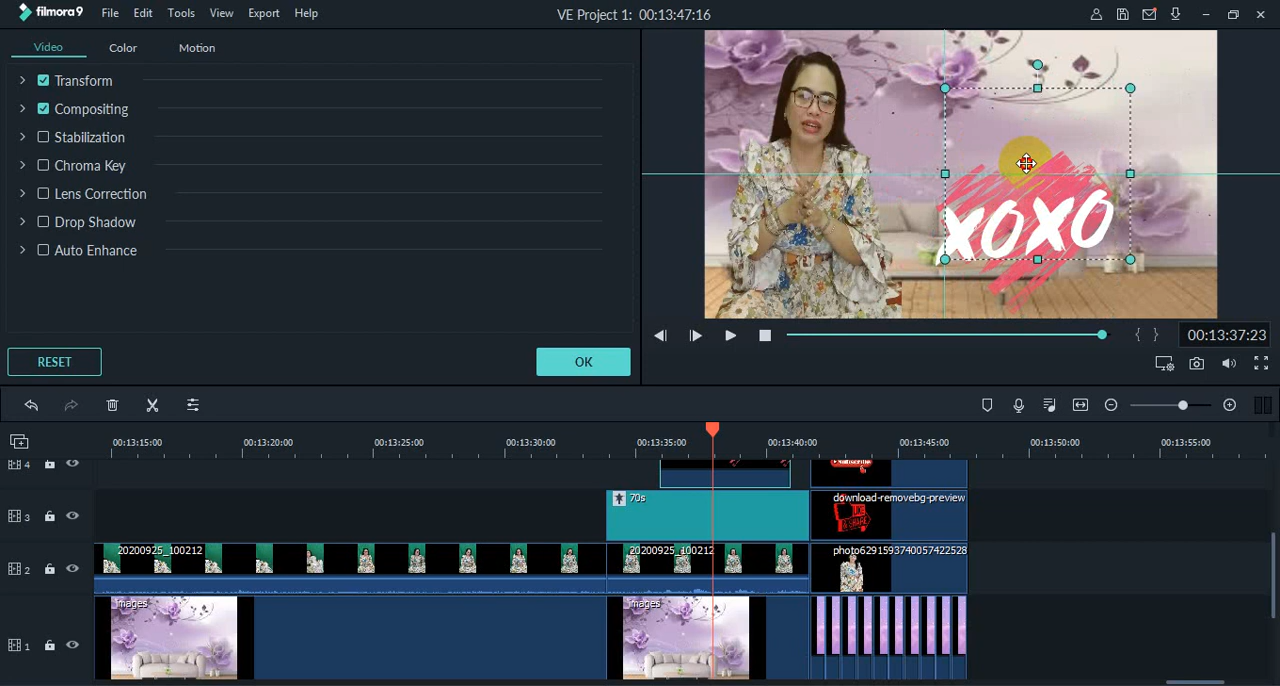 filmora9 File Edit Tools View Export Help VE Project 1: 00:13:47:16
Video Color Motion
Transform
Compositing
Stabilization
Chroma Key
Lens Correction
Drop Shadow
Auto Enhance
RESET OK
XOXO
00:13:37:23
00:13:15:00 00:13:20:00 00:13:25:00 00:13:30:00 00:13:35:00 00:13:40:00 00:13:45:00 00:13:50:00 00:13:55:00
4
3 70s download-removebg-preview
2 20200925_100212 20200925_100212 photo6291593740057422528
1 images images